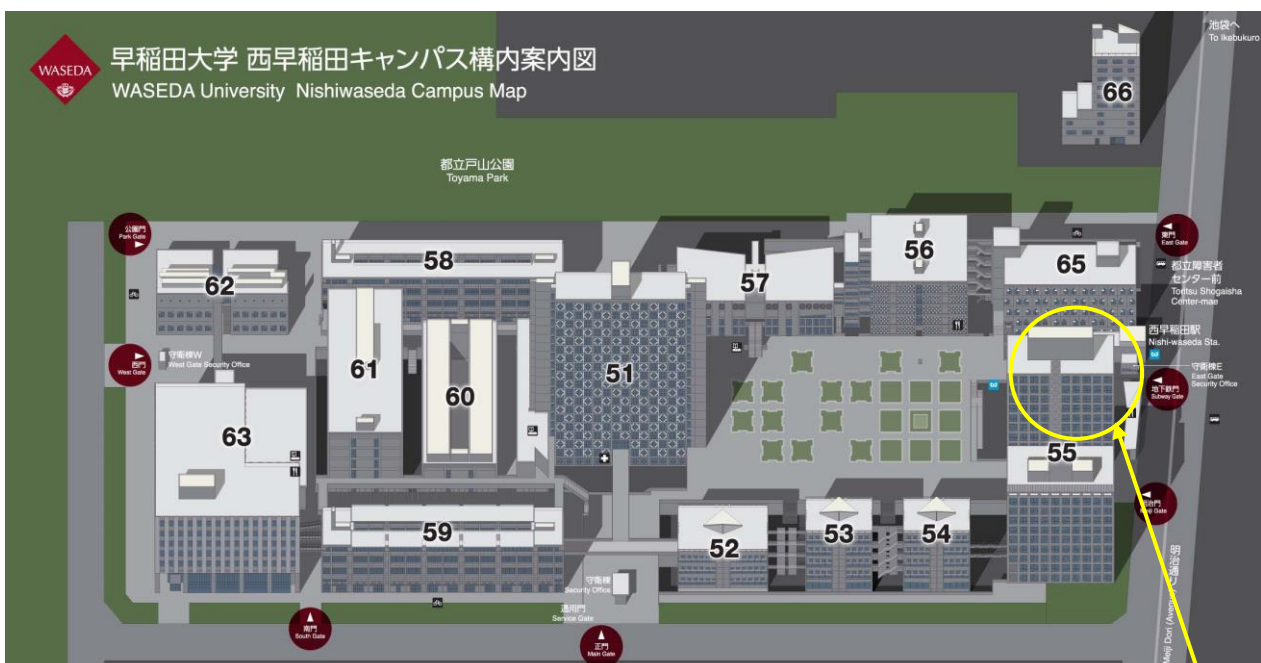 WASEDA
早稲田大学 西早稲田キャンパス構内案内図
WASEDA University Nishiwaseda Campus Map
池袋へ
To Ikebukuro
66
都立戸山公園
Toyama Park
公園門
Park Gate
東門
East Gate
56
58
65
57
62
都立障害者
センター前
Toritsu Shogaisha
Center-mae
西早稲田駅
Nishi-waseda Sta.
守衛棟W
West Gate Security Office
西門
West Gate
守衛棟E
East Gate
Security Office
地下鉄門
Subway Gate
61
51
60
63
55
59
52
53
54
守衛棟
Security Office
通用門
Service Gate
南門
South Gate
正門
Main Gate
Meiji Dori (Avenue)